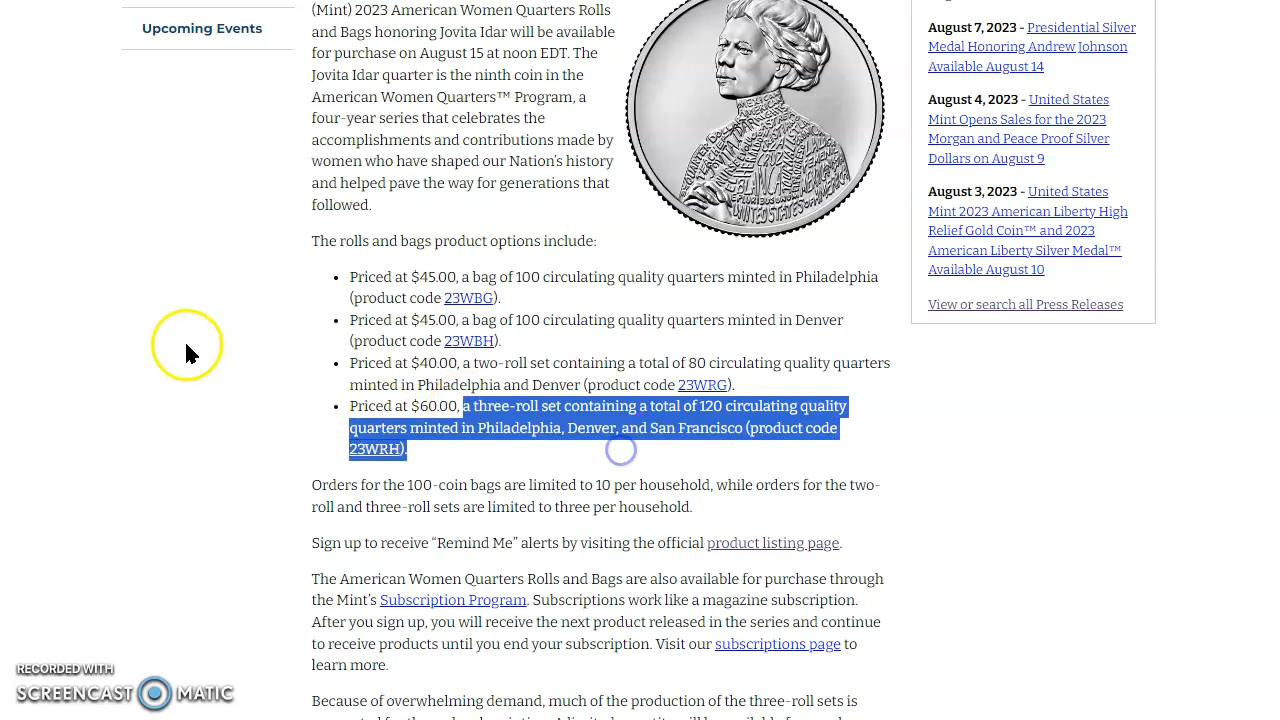 Upcoming Events
(Mint) 2023 American Women Quarters Rolls
and Bags honoring Jovita Idar will be available
for purchase on August 15 at noon EDT. The
Jovita Idar quarter is the ninth coin in the
American Women Quarters™ Program, a
four-year series that celebrates the
accomplishments and contributions made by
women who have shaped our Nation's history
and helped pave the way for generations that
followed.
The rolls and bags product options include:
• Priced at $45.00, a bag of 100 circulating quality quarters minted in Philadelphia
(product code 23WBG).
• Priced at $45.00, a bag of 100 circulating quality quarters minted in Denver
(product code 23WBH).
• Priced at $40.00, a two-roll set containing a total of 80 circulating quality quarters
minted in Philadelphia and Denver (product code 23WRG).
• Priced at $60.00, a three-roll set containing a total of 120 circulating quality
quarters minted in Philadelphia, Denver, and San Francisco (product code
23WRH).
Orders for the 100-coin bags are limited to 10 per household, while orders for the two-
roll and three-roll sets are limited to three per household.
Sign up to receive “Remind Me” alerts by visiting the official product listing page.
The American Women Quarters Rolls and Bags are also available for purchase through
the Mint's Subscription Program. Subscriptions work like a magazine subscription.
After you sign up, you will receive the next product released in the series and continue
to receive products until you end your subscription. Visit our subscriptions page to
learn more.
Because of overwhelming demand, much of the production of the three-roll sets is
August 7, 2023 - Presidential Silver
Medal Honoring Andrew Johnson
Available August 14
August 4, 2023 - United States
Mint Opens Sales for the 2023
Morgan and Peace Proof Silver
Dollars on August 9
August 3, 2023 - United States
Mint 2023 American Liberty High
Relief Gold Coin™ and 2023
American Liberty Silver Medal™
Available August 10
View or search all Press Releases
E PLURIBUS UNUM
UNITED STATES OF AMERICA
RECORDED WITH
SCREENCAST MATIC